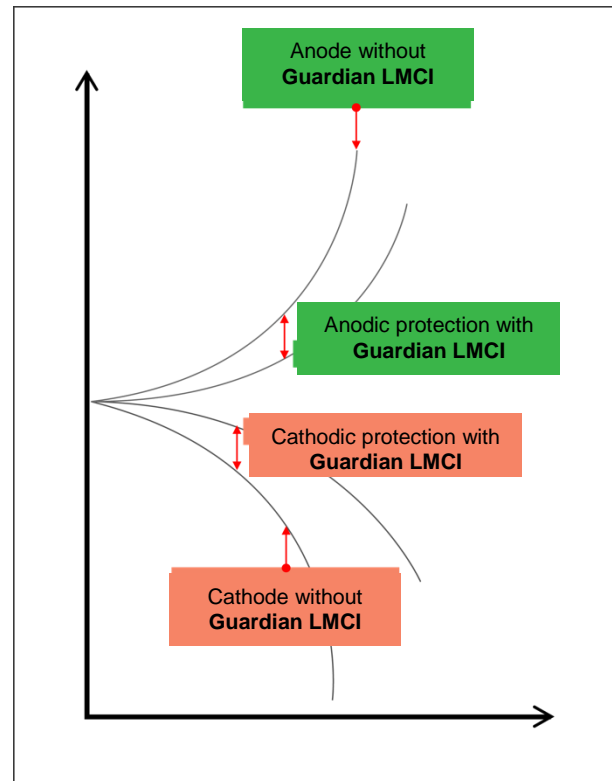 Anode without
Guardian LMCI
Anodic protection with
Guardian LMCI
Cathodic protection with
Guardian LMCI
Cathode without
Guardian LMCI